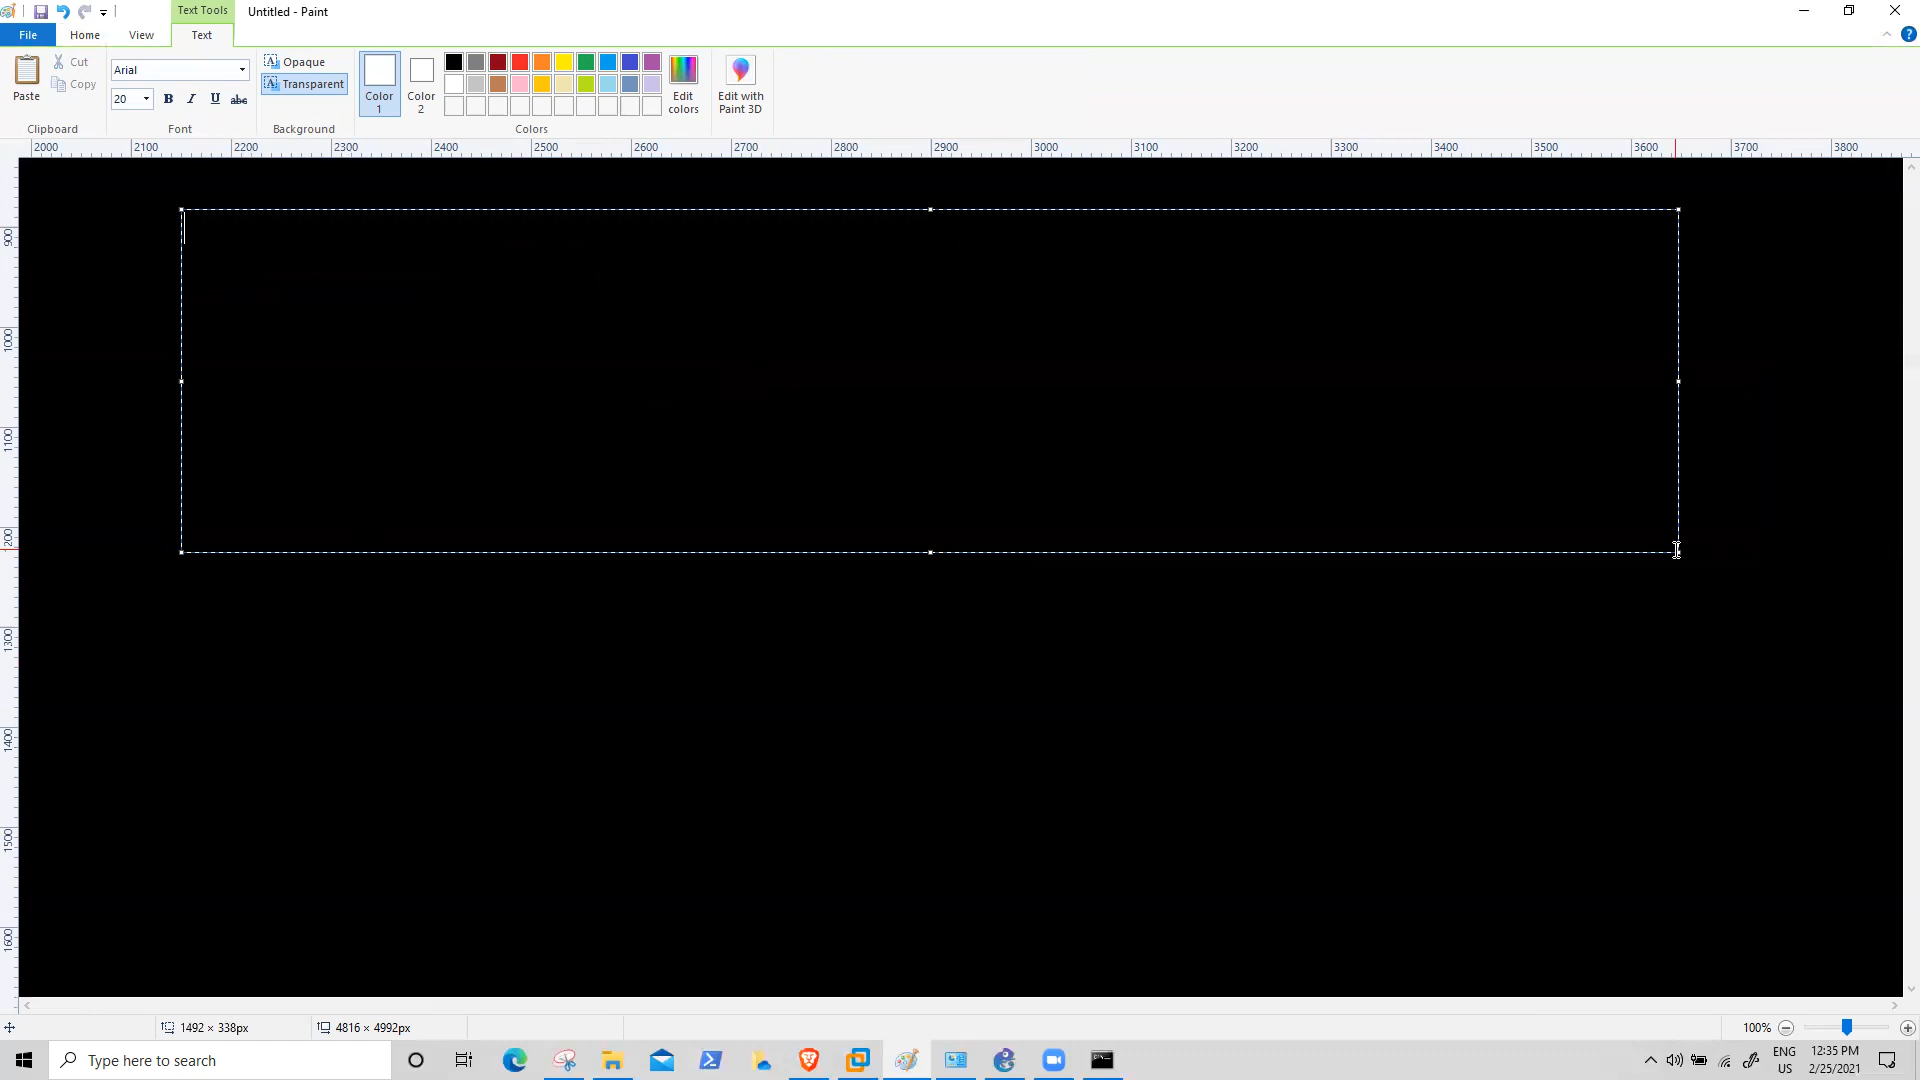 Text Tools
Untitled - Paint
File
Home
View
Text
Paste
Cut
Copy
Clipboard
Arial
20
B
I
U
abc
Font
A Opaque
A Transparent
Background
Color
1
Color
2
Edit
colors
Colors
Edit with
Paint 3D
2000 2100 2200 2300 2400 2500 2600 2700 2800 2900 3000 3100 3200 3300 3400 3500 3600 3700 3800
900
1000
1100
1200
1300
1400
1500
1600
1492 × 338px
4816 × 4992px
100%
Type here to search
ENG
US
12:35 PM
2/25/2021